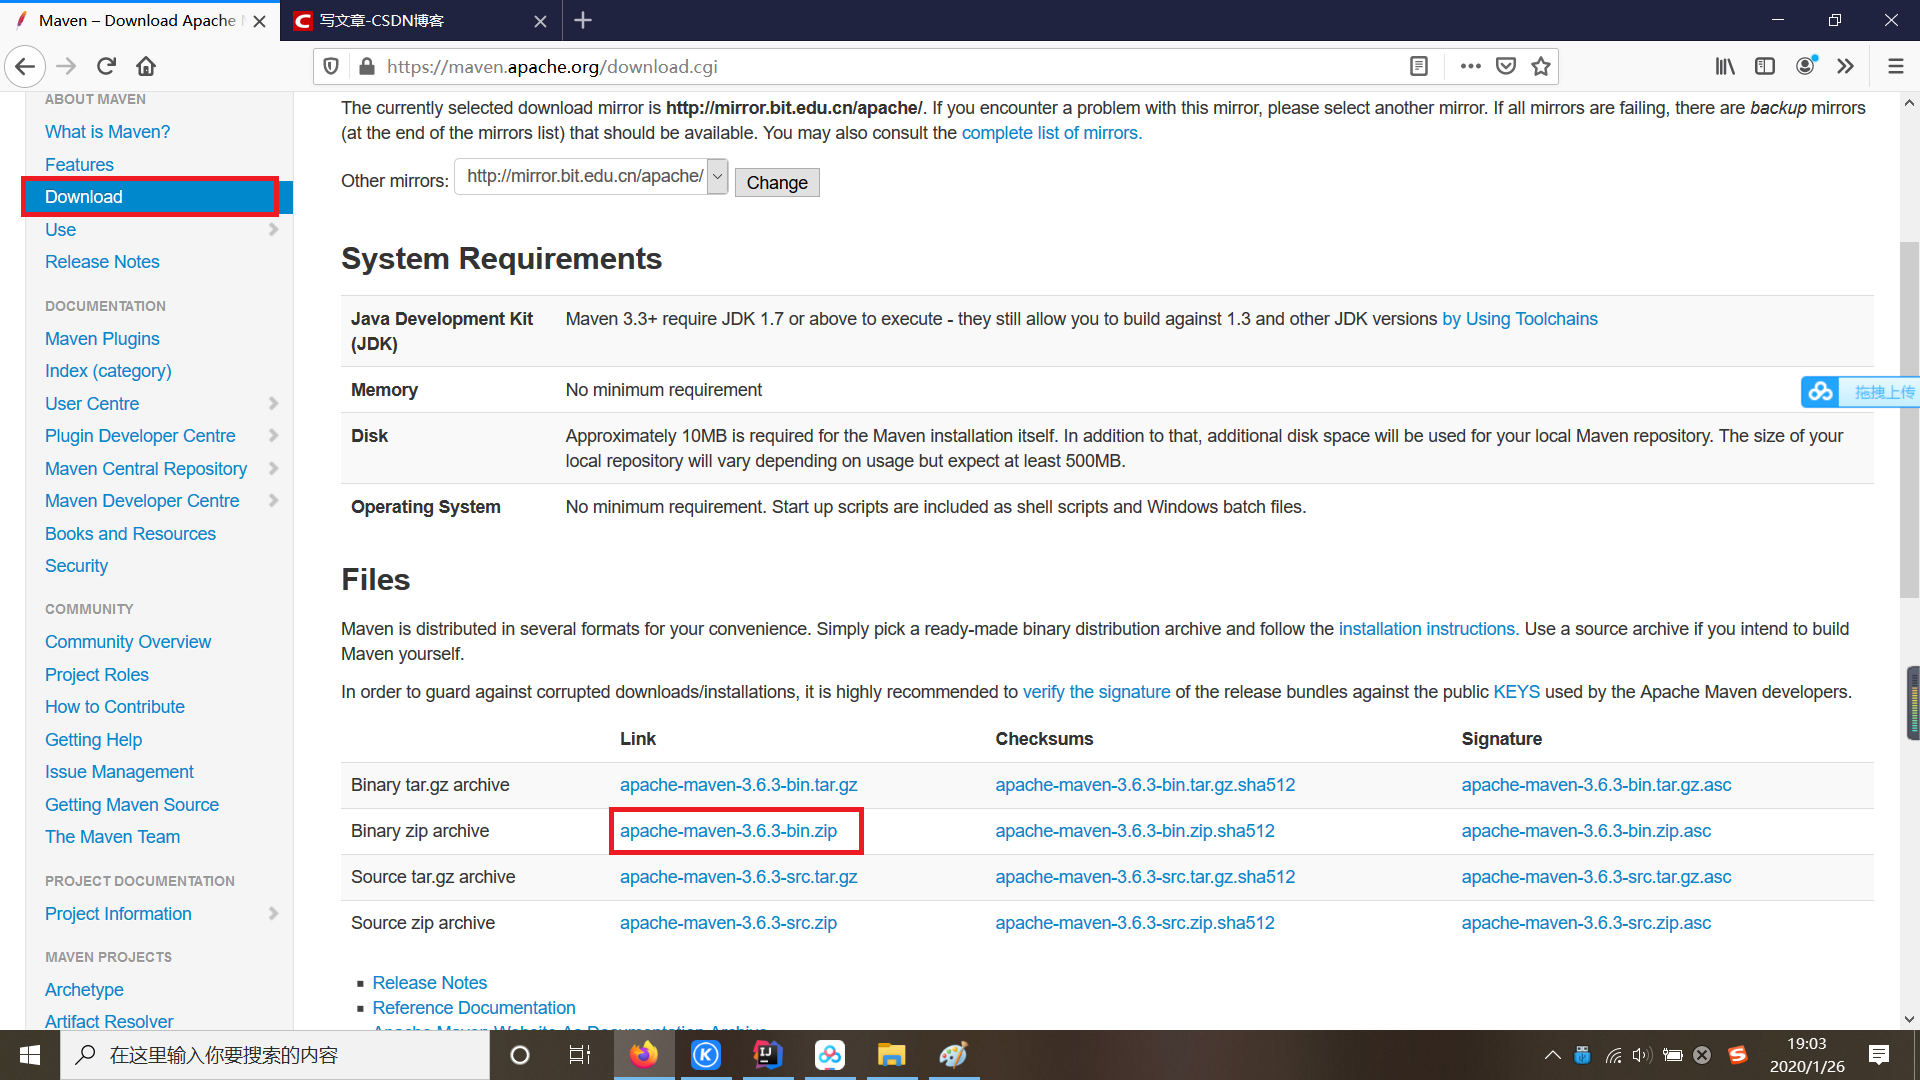 Maven – Download Apache
写文章-CSDN博客
https://maven.apache.org/download.cgi
ABOUT MAVEN
What is Maven?
Features
Download
Use
Release Notes
DOCUMENTATION
Maven Plugins
Index (category)
User Centre
Plugin Developer Centre
Maven Central Repository
Maven Developer Centre
Books and Resources
Security
COMMUNITY
Community Overview
Project Roles
How to Contribute
Getting Help
Issue Management
Getting Maven Source
The Maven Team
PROJECT DOCUMENTATION
Project Information
MAVEN PROJECTS
Archetype
Artifact Resolver
The currently selected download mirror is http://mirror.bit.edu.cn/apache/. If you encounter a problem with this mirror, please select another mirror. If all mirrors are failing, there are backup mirrors
(at the end of the mirrors list) that should be available. You may also consult the complete list of mirrors.
Other mirrors: http://mirror.bit.edu.cn/apache/ Change
System Requirements
Java Development Kit (JDK) Maven 3.3+ require JDK 1.7 or above to execute - they still allow you to build against 1.3 and other JDK versions by Using Toolchains
Memory No minimum requirement
Disk Approximately 10MB is required for the Maven installation itself. In addition to that, additional disk space will be used for your local Maven repository. The size of your
local repository will vary depending on usage but expect at least 500MB.
Operating System No minimum requirement. Start up scripts are included as shell scripts and Windows batch files.
拖拽上传
Files
Maven is distributed in several formats for your convenience. Simply pick a ready-made binary distribution archive and follow the installation instructions. Use a source archive if you intend to build
Maven yourself.
In order to guard against corrupted downloads/installations, it is highly recommended to verify the signature of the release bundles against the public KEYS used by the Apache Maven developers.
Link Checksums Signature
Binary tar.gz archive apache-maven-3.6.3-bin.tar.gz apache-maven-3.6.3-bin.tar.gz.sha512 apache-maven-3.6.3-bin.tar.gz.asc
Binary zip archive apache-maven-3.6.3-bin.zip apache-maven-3.6.3-bin.zip.sha512 apache-maven-3.6.3-bin.zip.asc
Source tar.gz archive apache-maven-3.6.3-src.tar.gz apache-maven-3.6.3-src.tar.gz.sha512 apache-maven-3.6.3-src.tar.gz.asc
Source zip archive apache-maven-3.6.3-src.zip apache-maven-3.6.3-src.zip.sha512 apache-maven-3.6.3-src.zip.asc
Release Notes
Reference Documentation
Apache Maven Website As Documentation Archive
在这里输入你要搜索的内容
19:03
2020/1/26